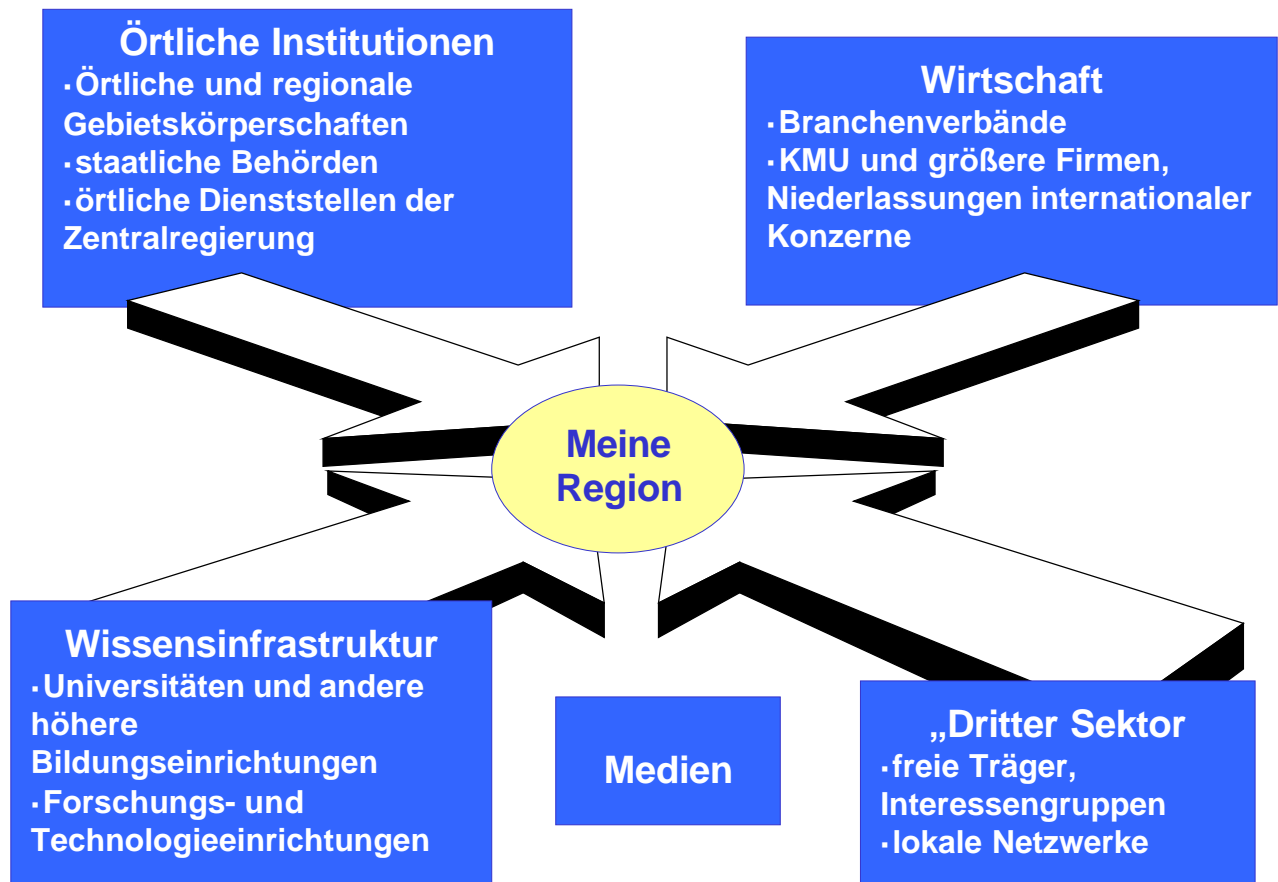 Örtliche Institutionen
▪Örtliche und regionale
Gebietskörperschaften
▪staatliche Behörden
▪örtliche Dienststellen der
Zentralregierung
Wirtschaft
▪Branchenverbände
▪KMU und größere Firmen,
Niederlassungen internationaler
Konzerne
Meine
Region
Wissensinfrastruktur
▪Universitäten und andere
höhere
Bildungseinrichtungen
▪Forschungs- und
Technologieeinrichtungen
Medien
„Dritter Sektor
▪freie Träger,
Interessengruppen
▪lokale Netzwerke